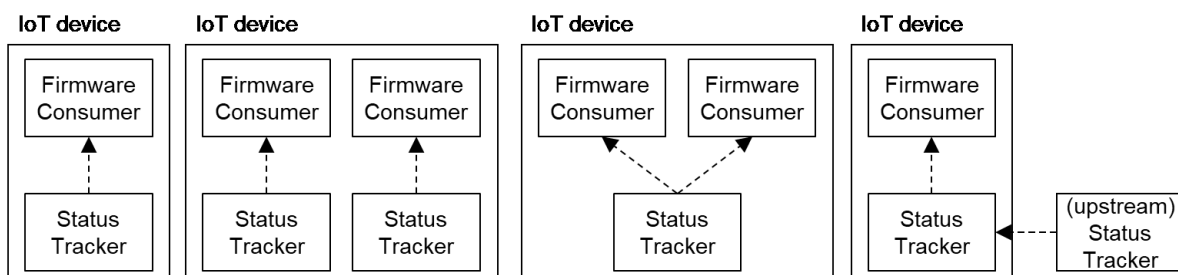 IoT device
Firmware
Consumer
Status
Tracker
IoT device
Firmware
Consumer
Firmware
Consumer
Status
Tracker
Status
Tracker
IoT device
Firmware
Consumer
Firmware
Consumer
Status
Tracker
IoT device
Firmware
Consumer
Status
Tracker
(upstream)
Status
Tracker